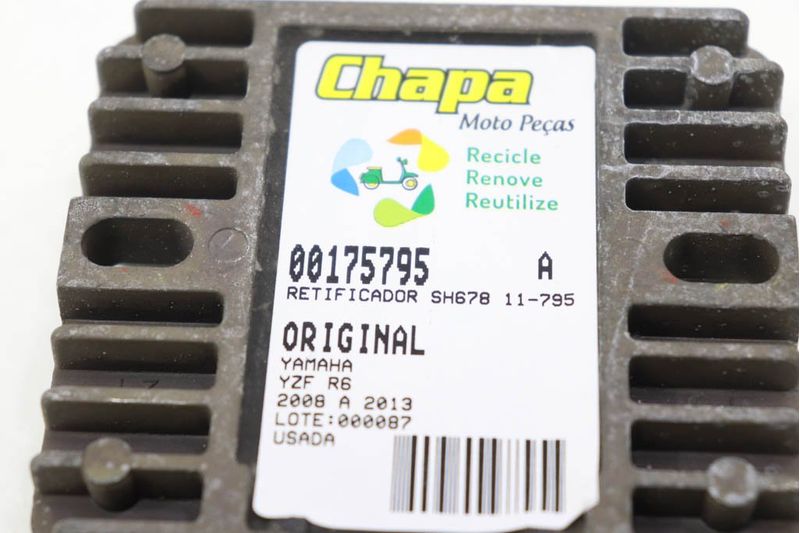 Chapa
Moto Peças
Recicle
Renove
Reutilize
00175795 A
RETIFICADOR SH678 11-795
ORIGINAL
YAMAHA
YZF R6
2008 A 2013
LOTE:000087
USADA